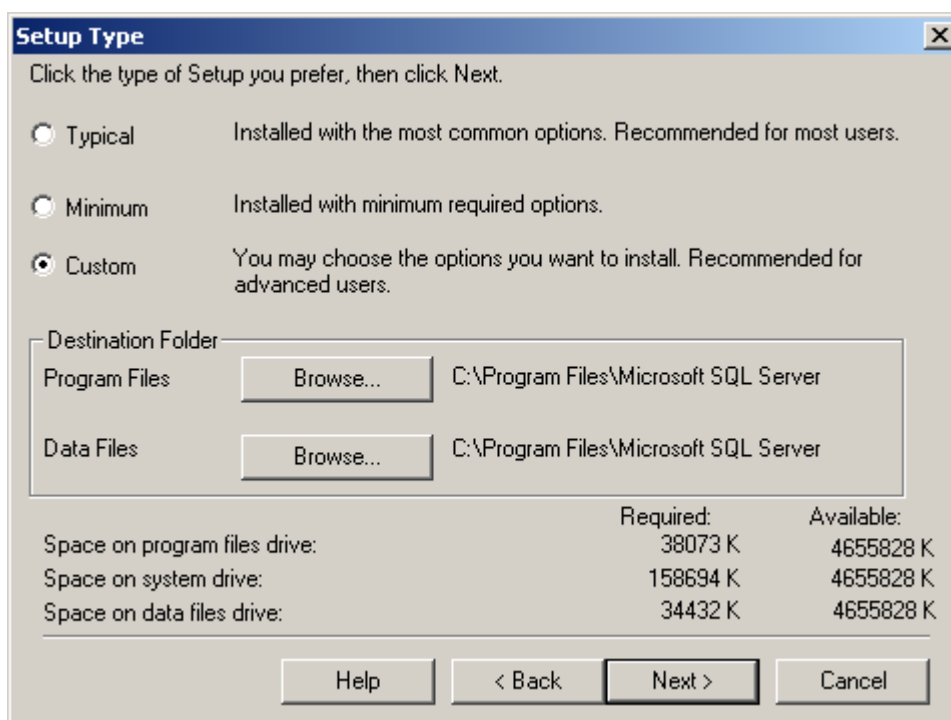 Setup Type
Click the type of Setup you prefer, then click Next.
Typical Installed with the most common options. Recommended for most users.
Minimum Installed with minimum required options.
Custom You may choose the options you want to install. Recommended for
advanced users.
Destination Folder
Program Files Browse... C:\Program Files\Microsoft SQL Server
Data Files Browse... C:\Program Files\Microsoft SQL Server
Required: Available:
Space on program files drive: 38073 K 4655828 K
Space on system drive: 158694 K 4655828 K
Space on data files drive: 34432 K 4655828 K
Help < Back Next > Cancel